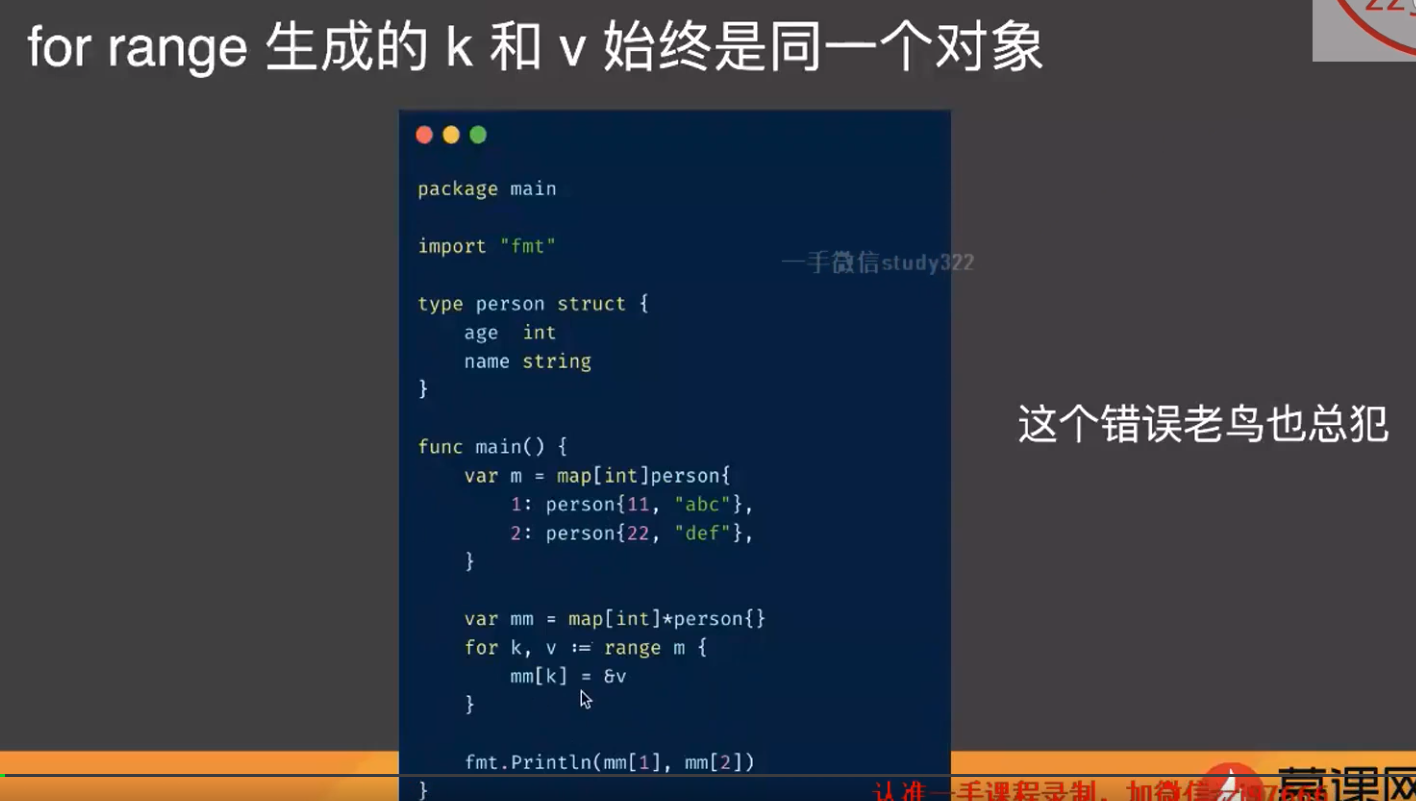 for range 生成的 k 和 v 始终是同一个对象
package main
import "fmt"
一手微信study322
type person struct {
    age  int
    name string
}
这个错误老鸟也总犯
func main() {
    var m = map[int]person{
        1: person{11, "abc"},
        2: person{22, "def"},
    }
    var mm = map[int]*person{}
    for k, v := range m {
        mm[k] = &v
    }
    fmt.Println(mm[1], mm[2])
}
慕课网
认准一手课程录制，加微信